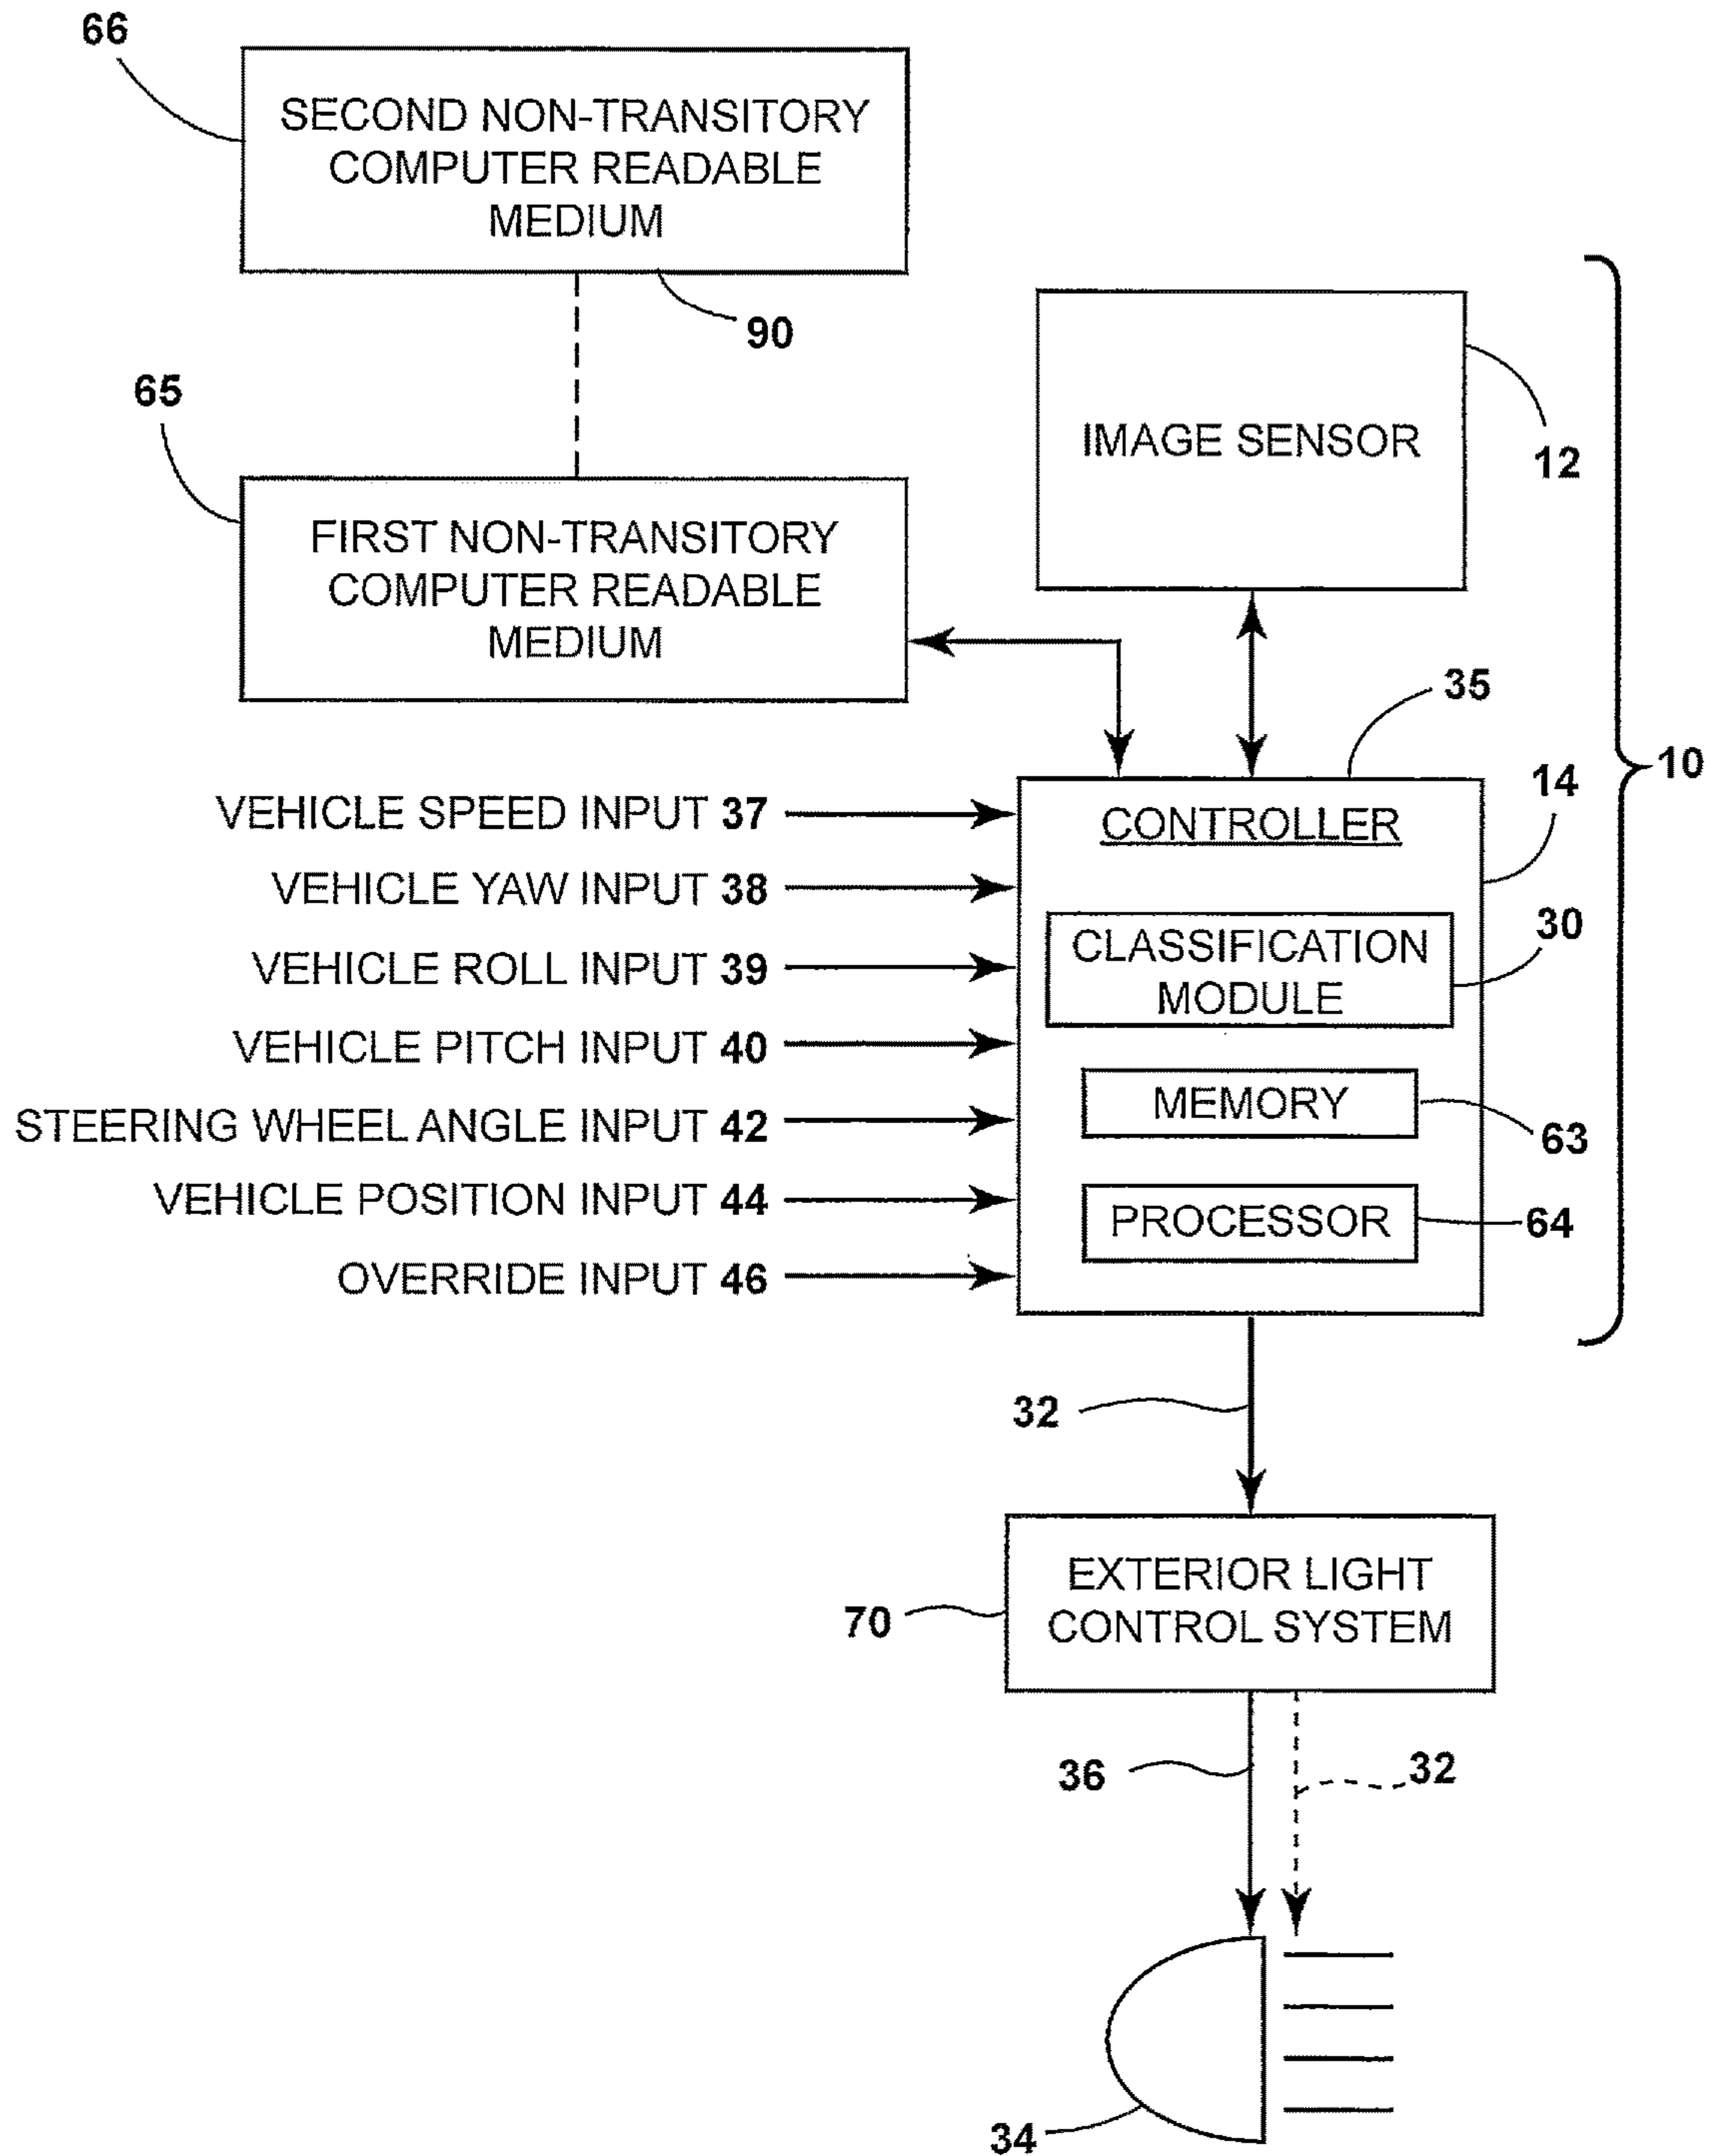 66
SECOND NON-TRANSITORY
COMPUTER READABLE
MEDIUM
90
65
FIRST NON-TRANSITORY
COMPUTER READABLE
MEDIUM
IMAGE SENSOR
12
10
35
14
CONTROLLER
VEHICLE SPEED INPUT 37
VEHICLE YAW INPUT 38
VEHICLE ROLL INPUT 39
VEHICLE PITCH INPUT 40
STEERING WHEEL ANGLE INPUT 42
VEHICLE POSITION INPUT 44
OVERRIDE INPUT 46
CLASSIFICATION
MODULE
30
MEMORY
63
PROCESSOR
64
32
EXTERIOR LIGHT
CONTROL SYSTEM
70
36
32
34